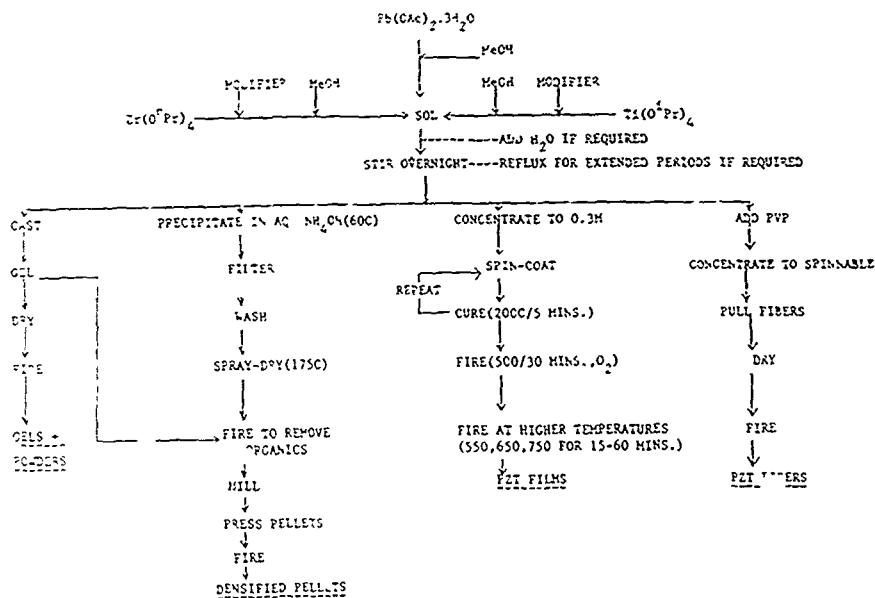 Pb(OAc)2.3H2O
MeOH
MODIFIER MeOH MeOH MODIFIER
Zr(OnPr)4 SOL Ti(OiPr)4
ADD H2O IF REQUIRED
STIR OVERNIGHT----REFLUX FOR EXTENDED PERIODS IF REQUIRED
CAST PRECIPITATE IN AQ NH4OH(60C) CONCENTRATE TO 0.3M ADD PVP
GEL FILTER SPIN-COAT CONCENTRATE TO SPINNABLE
REPEAT
DRY WASH CURE(200C/5 MINS.) PULL FIBERS
FIRE SPRAY-DRY(175C) FIRE(500/30 MINS.,O2) DRY
GELS + FIRE TO REMOVE FIRE AT HIGHER TEMPERATURES FIRE
POWDERS ORGANICS (550,650,750 FOR 15-60 MINS.)
MILL PZT FILMS PZT FIBERS
PRESS PELLETS
FIRE
DENSIFIED PELLETS